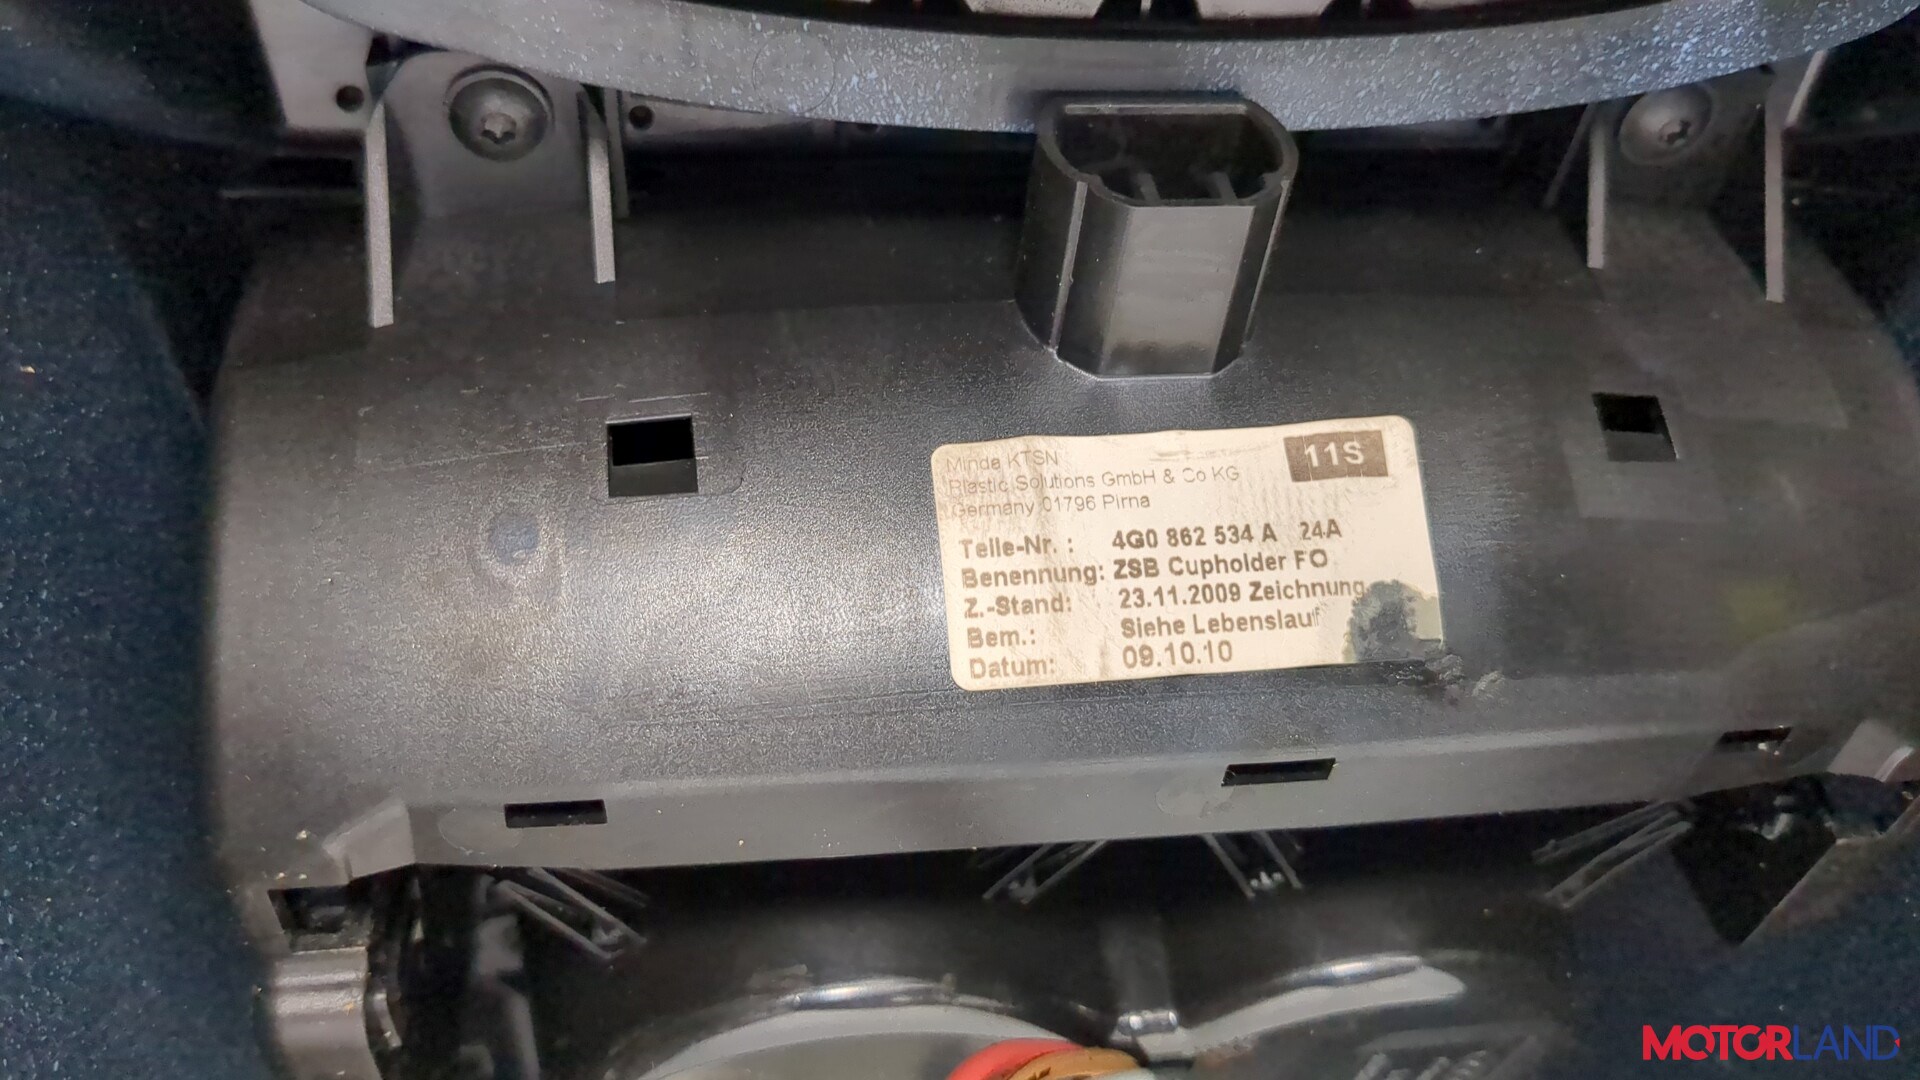 Minda KTSN
Plastic Solutions GmbH & Co KG
Germany 01796 Pirna
11S
Teile-Nr. : 4G0 862 534 A 24A
Benennung: ZSB Cupholder FO
Z.-Stand: 23.11.2009 Zeichnung
Bem.: Siehe Lebenslauf
Datum: 09.10.10
MOTORLAND